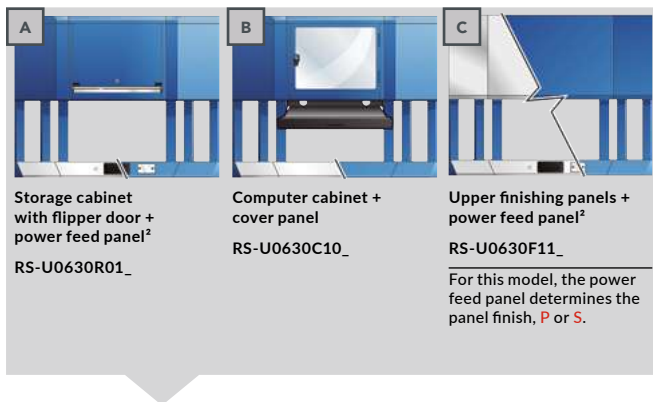 A
Storage cabinet
with flipper door +
power feed panel²
RS-U0630R01_
B
Computer cabinet +
cover panel
RS-U0630C10_
C
Upper finishing panels +
power feed panel²
RS-U0630F11_
For this model, the power
feed panel determines the
panel finish, P or S.